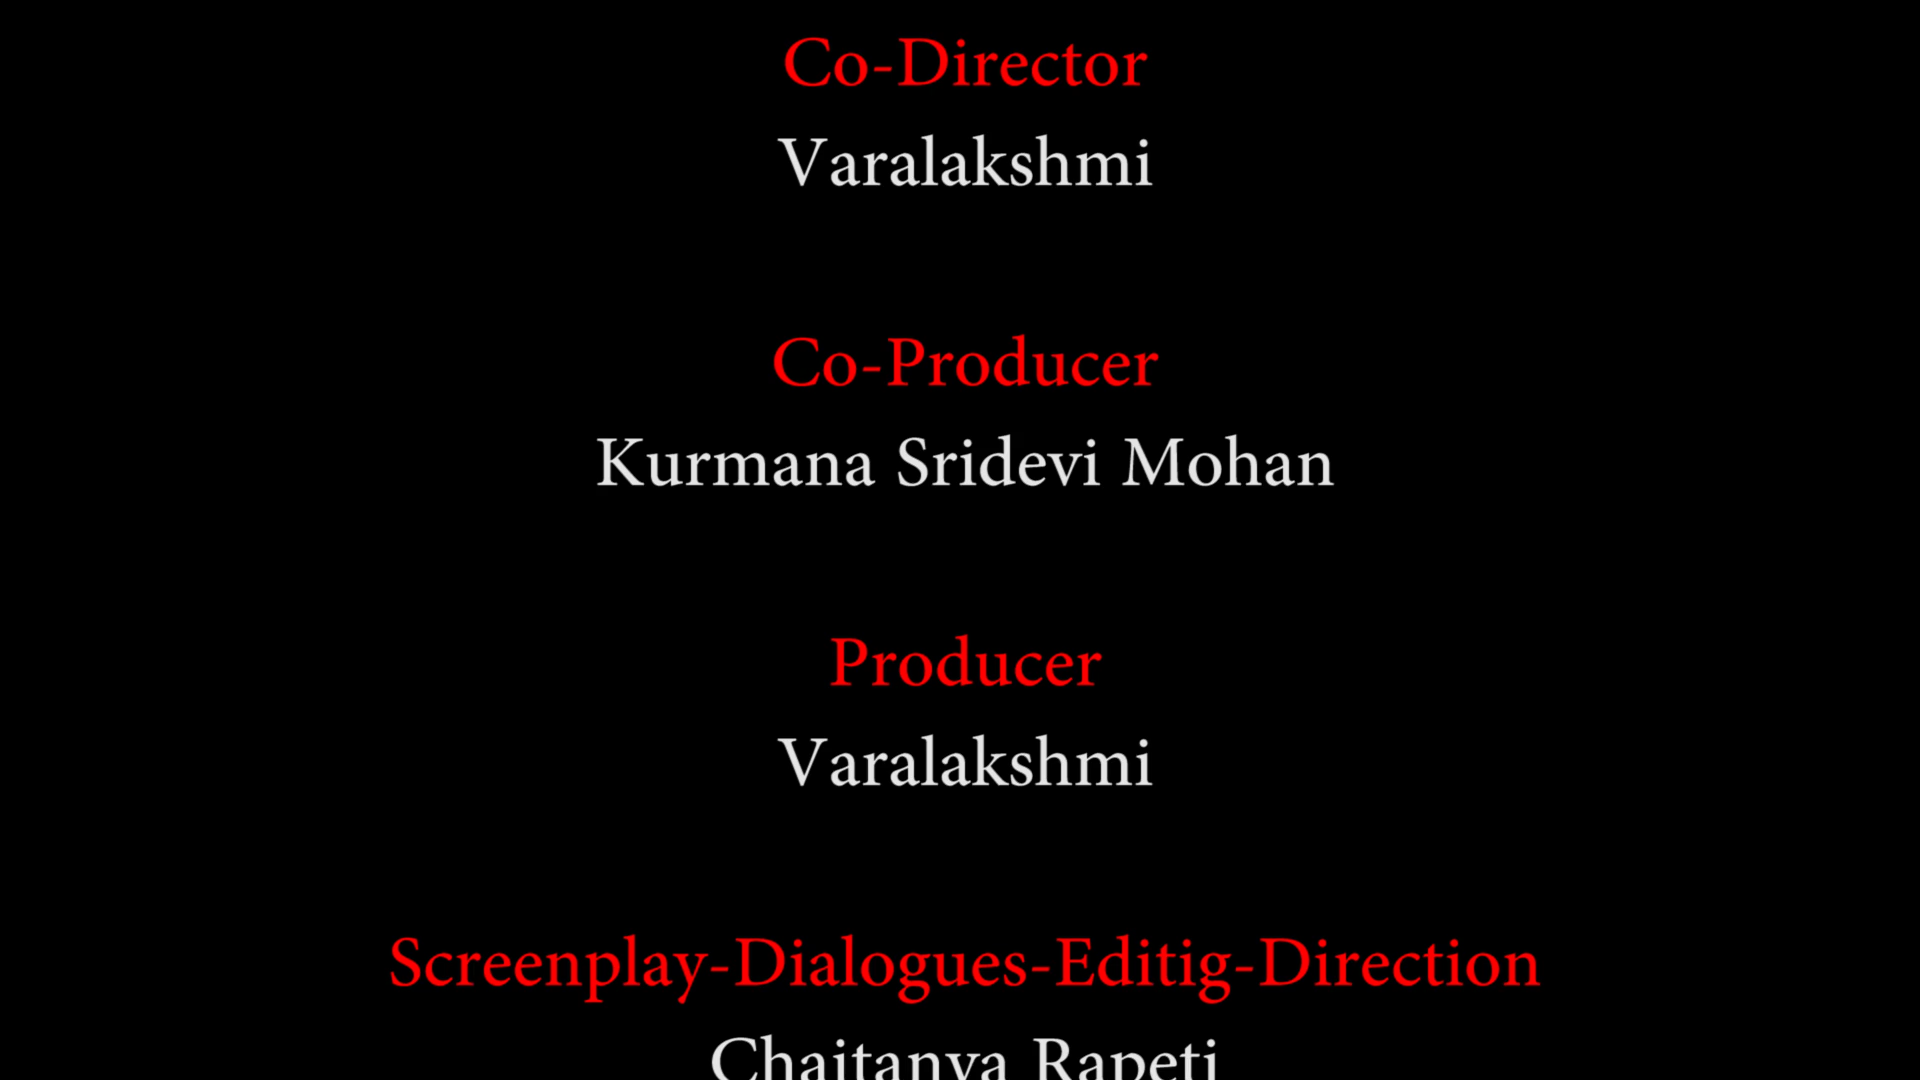 Co-Director
Varalakshmi
Co-Producer
Kurmana Sridevi Mohan
Producer
Varalakshmi
Screenplay-Dialogues-Editig-Direction
Chaitanya Rapeti